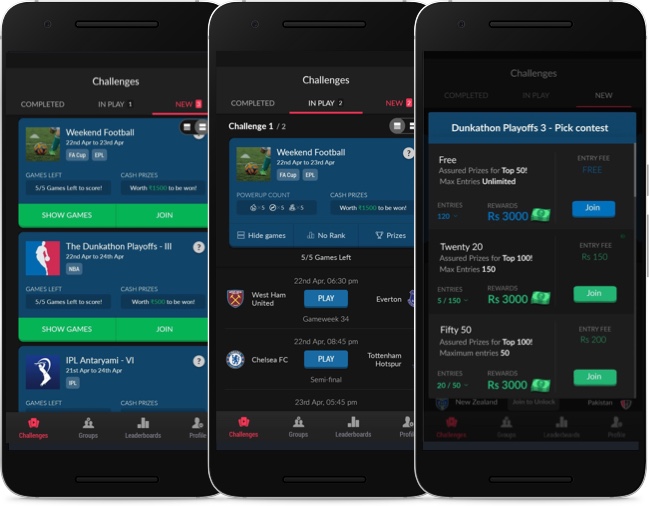 Challenges
COMPLETED
IN PLAY 1
NEW 3
Weekend Football
22nd Apr to 23rd Apr
FA Cup EPL
GAMES LEFT
CASH PRIZES
5/5 Games Left to score!
Worth ₹1500 to be won!
SHOW GAMES
JOIN
The Dunkathon Playoffs - III
22nd Apr to 24th Apr
NBA
GAMES LEFT
CASH PRIZES
5/5 Games Left to score!
Worth ₹500 to be won!
SHOW GAMES
JOIN
IPL Antaryami - VI
21st Apr to 24th Apr
IPL
GAMES LEFT
CASH PRIZES
Challenges
Groups
Leaderboards
Profile
Challenges
COMPLETED
IN PLAY 2
NEW 2
Challenge 1 / 2
Weekend Football
22nd Apr to 23rd Apr
FA Cup EPL
POWERUP COUNT
CASH PRIZES
5 5 5
Worth ₹1500 to be won!
Hide games
No Rank
Prizes
5/5 Games Left
22nd Apr, 06:30 pm
West Ham
United
PLAY
Everton
Gameweek 34
22nd Apr, 08:45 pm
Chelsea FC
PLAY
Tottenham
Hotspur
Semi-final
23rd Apr, 05:45 pm
Challenges
Groups
Leaderboards
Profile
Challenges
COMPLETED
IN PLAY
NEW
Dunkathon Playoffs 3 - Pick contest
Free
Assured Prizes for Top 50!
Max Entries Unlimited
ENTRY FEE
FREE
ENTRIES
120
REWARDS
Rs 3000
Join
Twenty 20
Assured Prizes for Top 100!
Max Entries 150
ENTRY FEE
Rs 150
ENTRIES
5 / 150
REWARDS
Rs 3000
Join
Fifty 50
Assured Prizes for Top 100!
Maximum entries 50
ENTRY FEE
Rs 200
ENTRIES
20 / 50
REWARDS
Rs 3000
Join
New Zealand
Join to Unlock
Pakistan
Challenges
Groups
Leaderboards
Profile